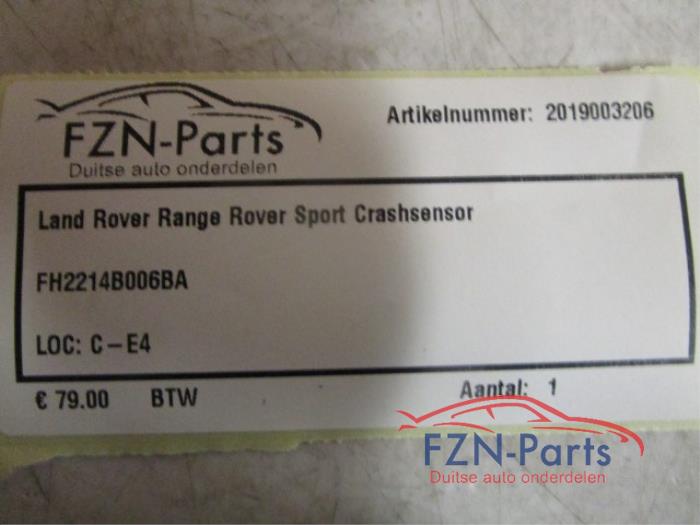 FZN-Parts
Duitse auto onderdelen
Artikelnummer: 2019003206
Land Rover Range Rover Sport Crashsensor
FH2214B006BA
LOC: C-E4
€ 79.00 BTW
Aantal: 1
FZN-Parts
Duitse auto onderdelen